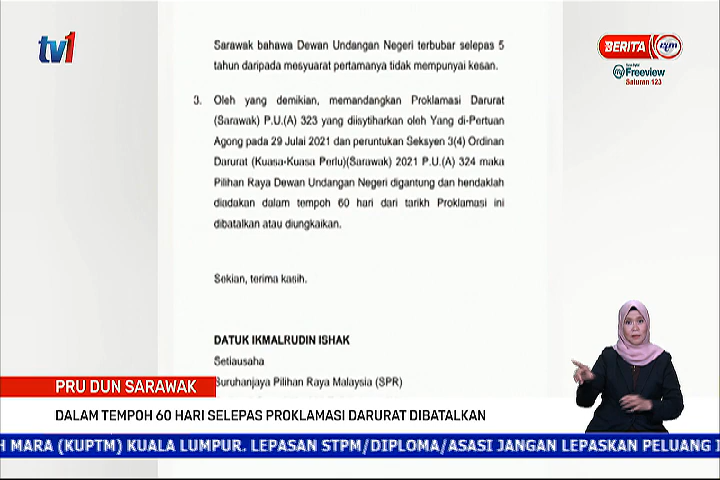 tv1
Sarawak bahawa Dewan Undangan Negeri terbubar selepas 5
tahun daripada mesyuarat pertamanya tidak mempunyai kesan.
3. Oleh yang demikian, memandangkan Proklamasi Darurat
(Sarawak) P.U.(A) 323 yang diisytiharkan oleh Yang di-Pertuan
Agong pada 29 Julai 2021 dan peruntukan Seksyen 3(4) Ordinan
Darurat (Kuasa-Kuasa Perlu)(Sarawak) 2021 P.U.(A) 324 maka
Pilihan Raya Dewan Undangan Negeri digantung dan hendaklah
diadakan dalam tempoh 60 hari dari tarikh Proklamasi ini
dibatalkan atau diungkaikan.
Sekian, terima kasih.
DATUK IKMALRUDIN ISHAK
Setiausaha
Suruhanjaya Pilihan Raya Malaysia (SPR)
BERITA rtm
Freeview
Saluran 123
PRU DUN SARAWAK
DALAM TEMPOH 60 HARI SELEPAS PROKLAMASI DARURAT DIBATALKAN
H MARA (KUPTM) KUALA LUMPUR. LEPASAN STPM/DIPLOMA/ASASI JANGAN LEPASKAN PELUANG